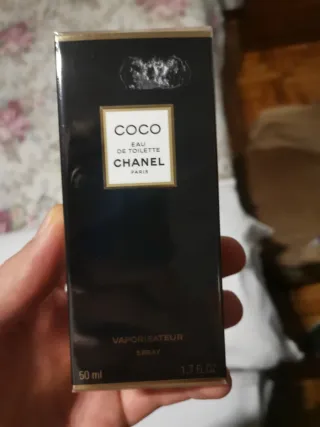 COCO
EAU
DE TOILETTE
CHANEL
PARIS
VAPORISATEUR
SPRAY
50 ml
1.7 fl. oz